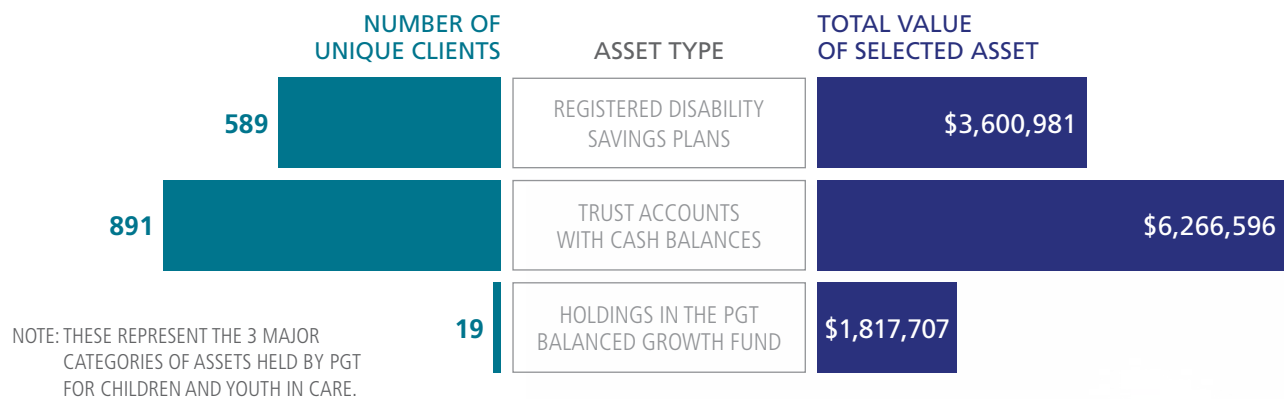 NUMBER OF
UNIQUE CLIENTS
ASSET TYPE
TOTAL VALUE
OF SELECTED ASSET
589
REGISTERED DISABILITY
SAVINGS PLANS
$3,600,981
891
TRUST ACCOUNTS
WITH CASH BALANCES
$6,266,596
19
HOLDINGS IN THE PGT
BALANCED GROWTH FUND
$1,817,707
NOTE: THESE REPRESENT THE 3 MAJOR
CATEGORIES OF ASSETS HELD BY PGT
FOR CHILDREN AND YOUTH IN CARE.